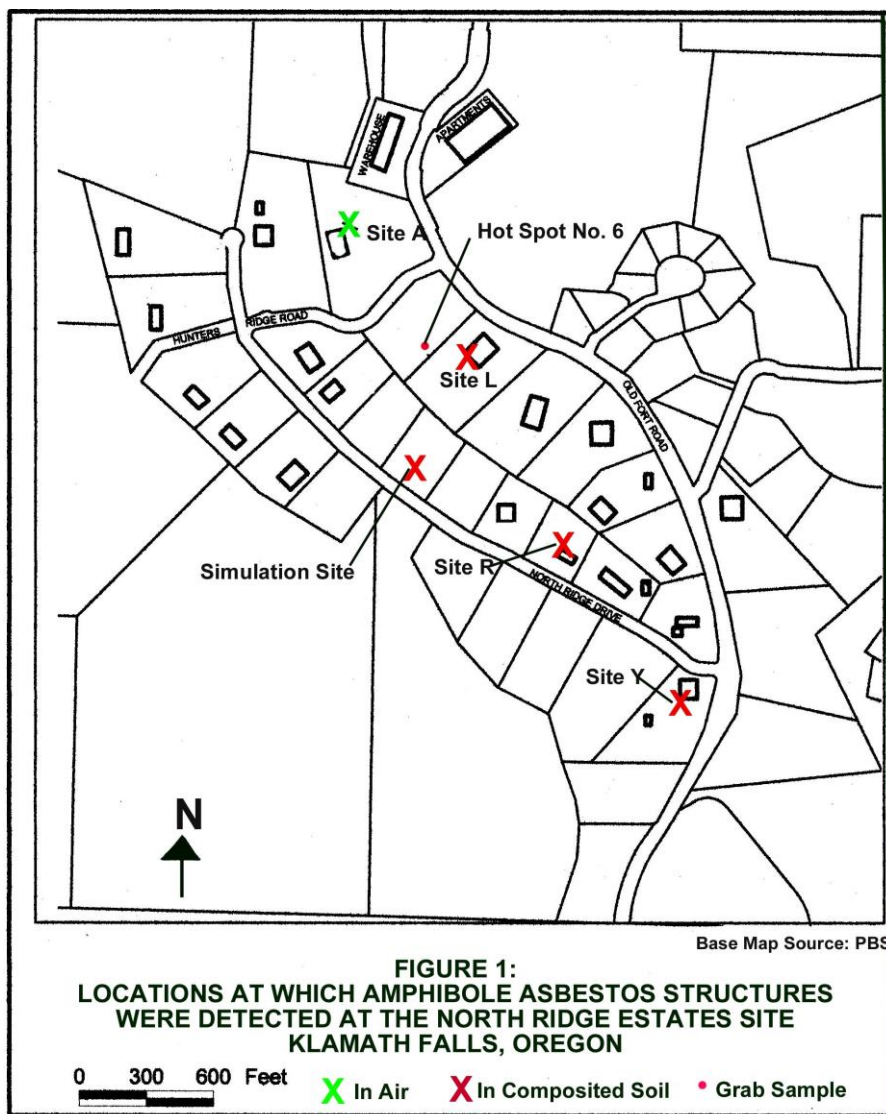 WAREHOUSE
APARTMENTS
Site A
Hot Spot No. 6
HUNTERS RIDGE ROAD
Site L
OLD FORT ROAD
Simulation Site
Site R
NORTH RIDGE DRIVE
Site Y
N
Base Map Source: PBS
FIGURE 1:
LOCATIONS AT WHICH AMPHIBOLE ASBESTOS STRUCTURES
WERE DETECTED AT THE NORTH RIDGE ESTATES SITE
KLAMATH FALLS, OREGON
0 300 600 Feet
X In Air X In Composited Soil • Grab Sample